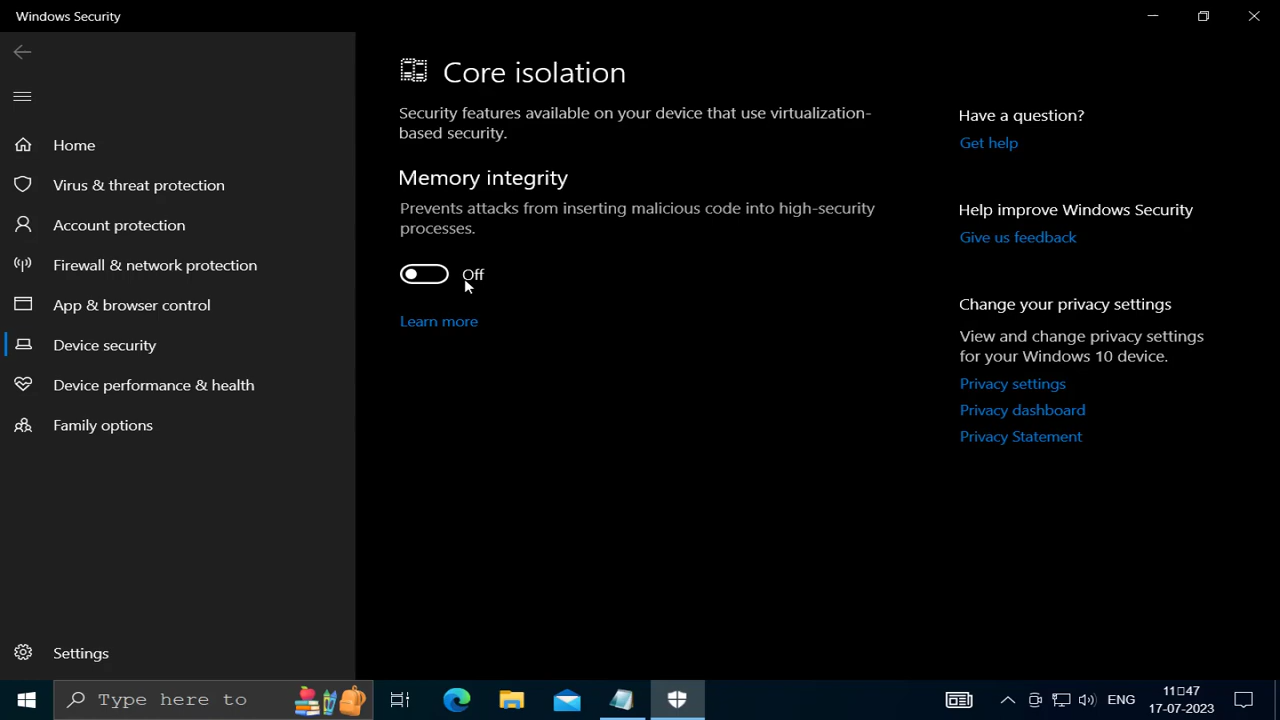 Windows Security
Home
Virus & threat protection
Account protection
Firewall & network protection
App & browser control
Device security
Device performance & health
Family options
Settings
Core isolation
Security features available on your device that use virtualization-
based security.
Memory integrity
Prevents attacks from inserting malicious code into high-security
processes.
Off
Learn more
Have a question?
Get help
Help improve Windows Security
Give us feedback
Change your privacy settings
View and change privacy settings
for your Windows 10 device.
Privacy settings
Privacy dashboard
Privacy Statement
Type here to
ENG
11□47
17-07-2023